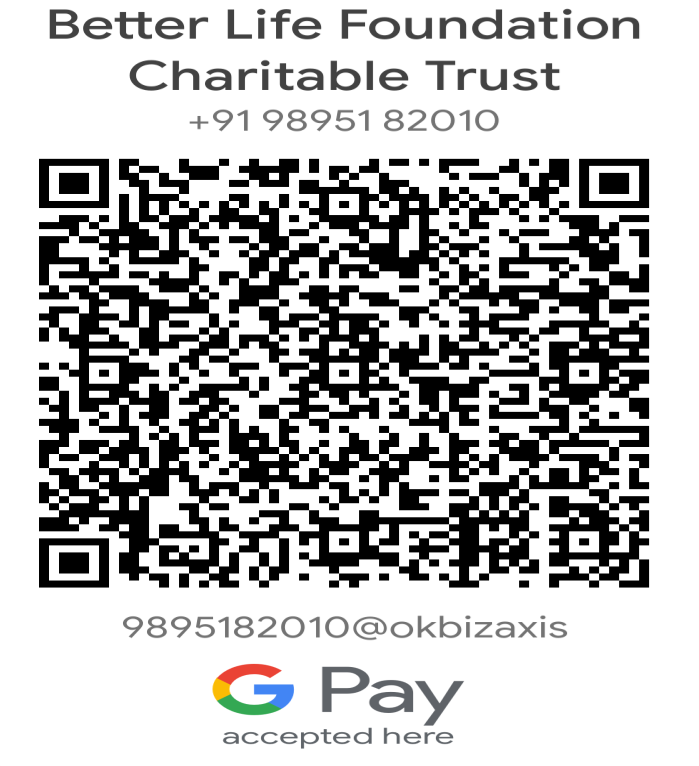 Better Life Foundation
Charitable Trust
+91 98951 82010
9895182010@okbizaxis
G Pay
accepted here